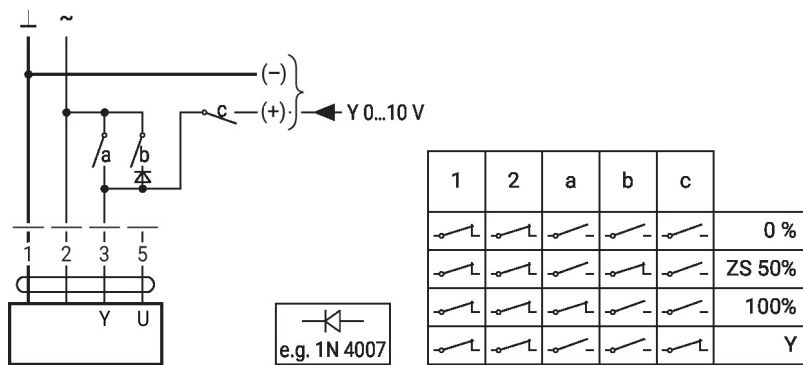 ⊥ ~
(–)
c (+) Y 0...10 V
a b
1 2 3 5
Y U
e.g. 1N 4007
1 2 a b c
0 %
ZS 50%
100%
Y